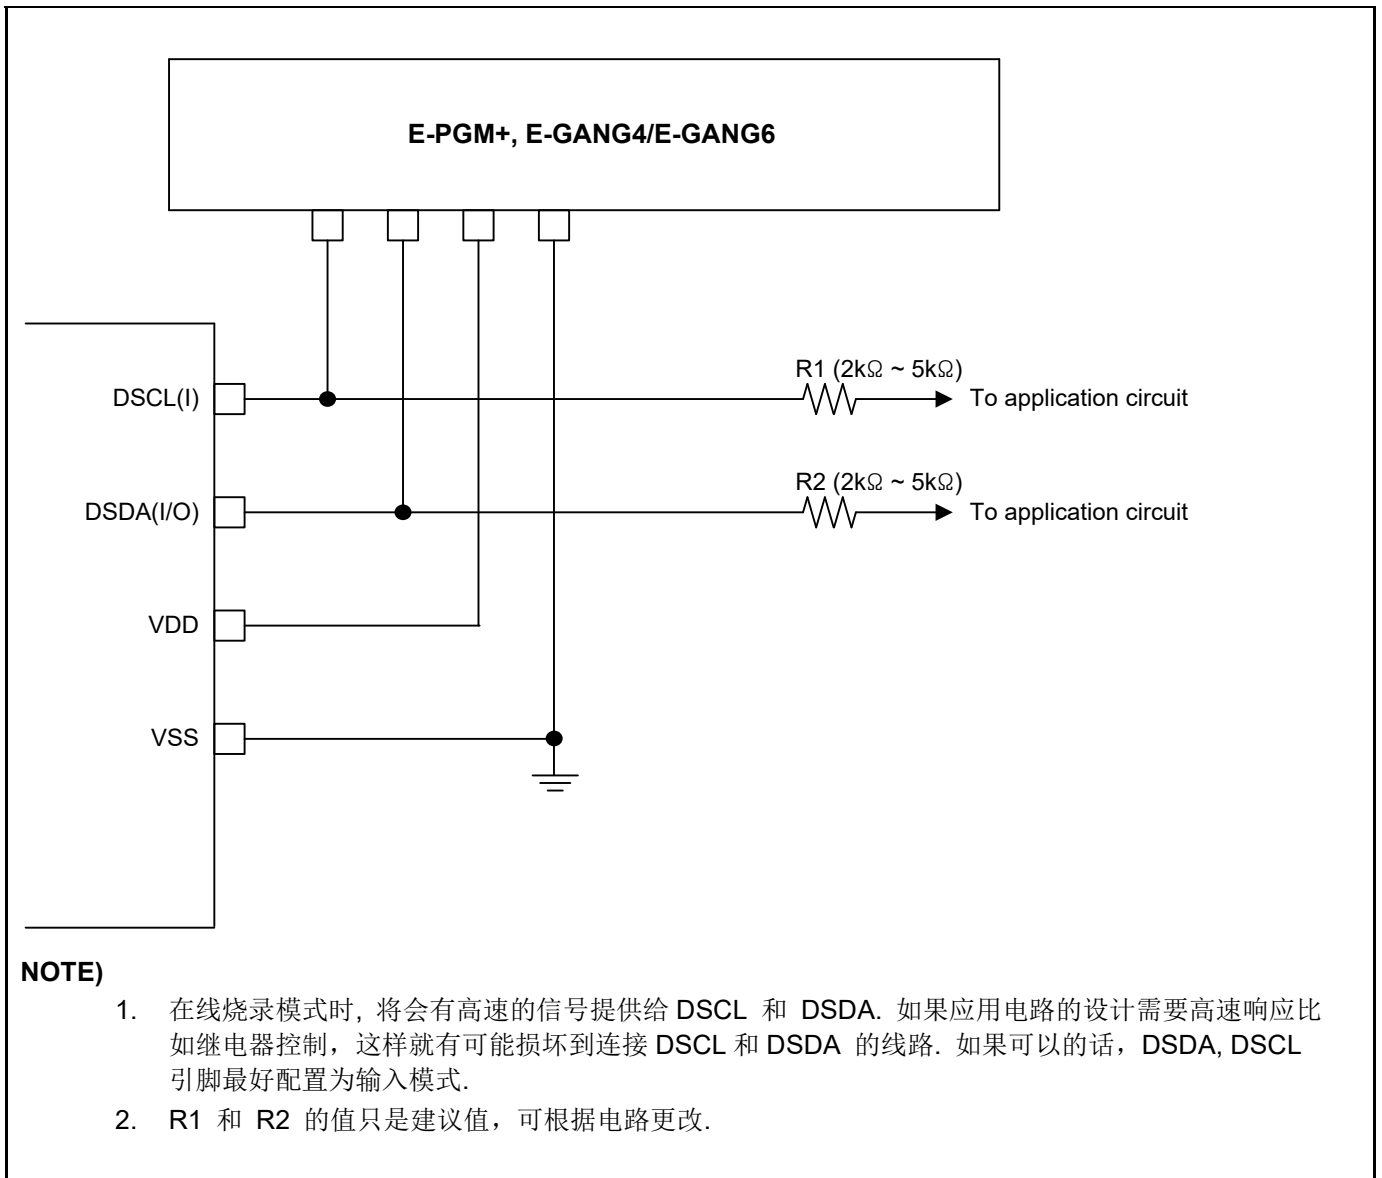 E-PGM+, E-GANG4/E-GANG6
R1 (2kΩ ~ 5kΩ)
DSCL(I)
To application circuit
R2 (2kΩ ~ 5kΩ)
DSDA(I/O)
To application circuit
VDD
VSS
NOTE)
1. 在线烧录模式时, 将会有高速的信号提供给 DSCL 和 DSDA. 如果应用电路的设计需要高速响应比
如继电器控制，这样就有可能损坏到连接 DSCL 和 DSDA 的线路. 如果可以的话，DSDA, DSCL
引脚最好配置为输入模式.
2. R1 和 R2 的值只是建议值，可根据电路更改.